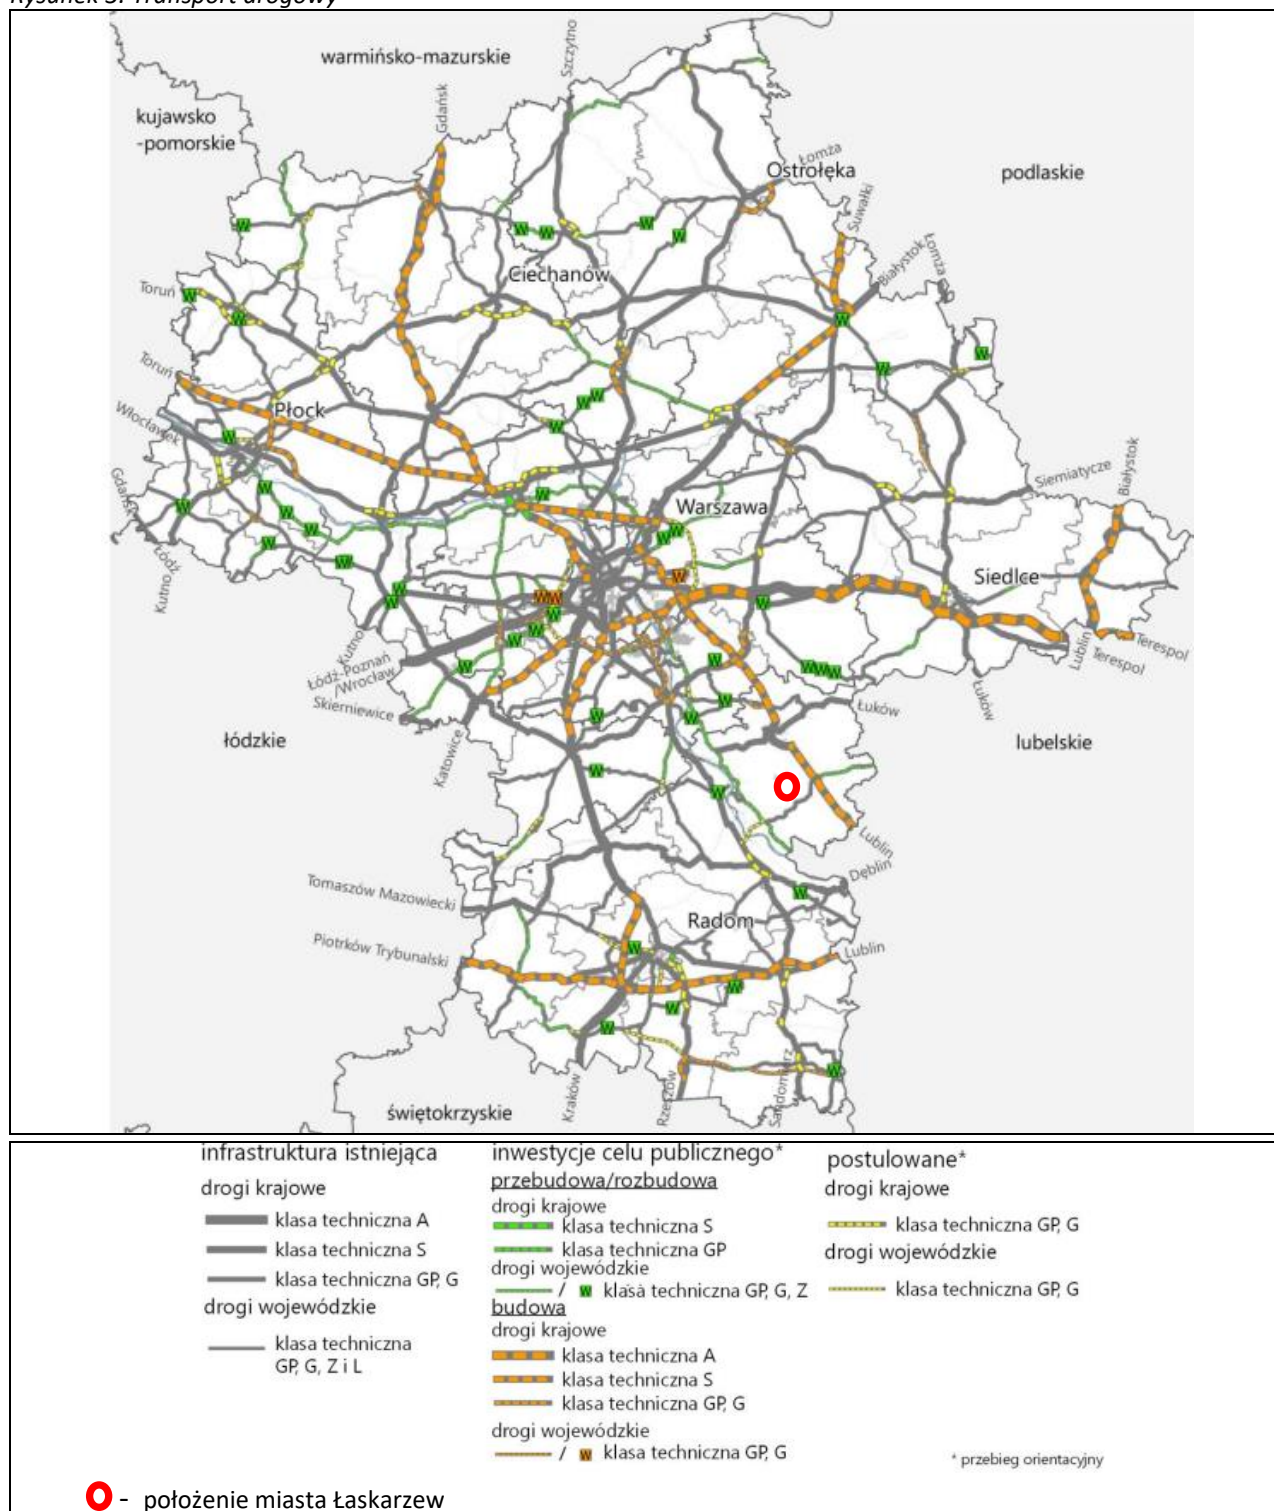 Rysunek 3. Transport drogowy
warmińsko-mazurskie
Szczytno
kujawsko
-pomorskie
Gdańsk
Łomża
Ostrołęka
podlaskie
Suwałki
Białystok
Łomża
Ciechanów
Toruń
Toruń
Płock
Włocławek
Gdańsk
Łódź
Kutno
Warszawa
Siemiatycze
Białystok
Siedlce
Terespol
Lublin
Terespol
Kutno
Łódź-Poznań
/Wrocław
Skierniewice
Łuków
Łuków
łódzkie
Katowice
lubelskie
Lublin
Dęblin
Tomaszów Mazowiecki
Radom
Piotrków Trybunalski
Lublin
świętokrzyskie
Kraków
Rzeszów
Sandomierz
infrastruktura istniejąca
drogi krajowe
klasa techniczna A
klasa techniczna S
klasa techniczna GP, G
drogi wojewódzkie
klasa techniczna
GP, G, Z i L
inwestycje celu publicznego*
przebudowa/rozbudowa
drogi krajowe
klasa techniczna S
klasa techniczna GP
drogi wojewódzkie
/ W klasa techniczna GP, G, Z
budowa
drogi krajowe
klasa techniczna A
klasa techniczna S
klasa techniczna GP, G
drogi wojewódzkie
/ W klasa techniczna GP, G
postulowane*
drogi krajowe
klasa techniczna GP, G
drogi wojewódzkie
klasa techniczna GP, G
* przebieg orientacyjny
- położenie miasta Łaskarzew